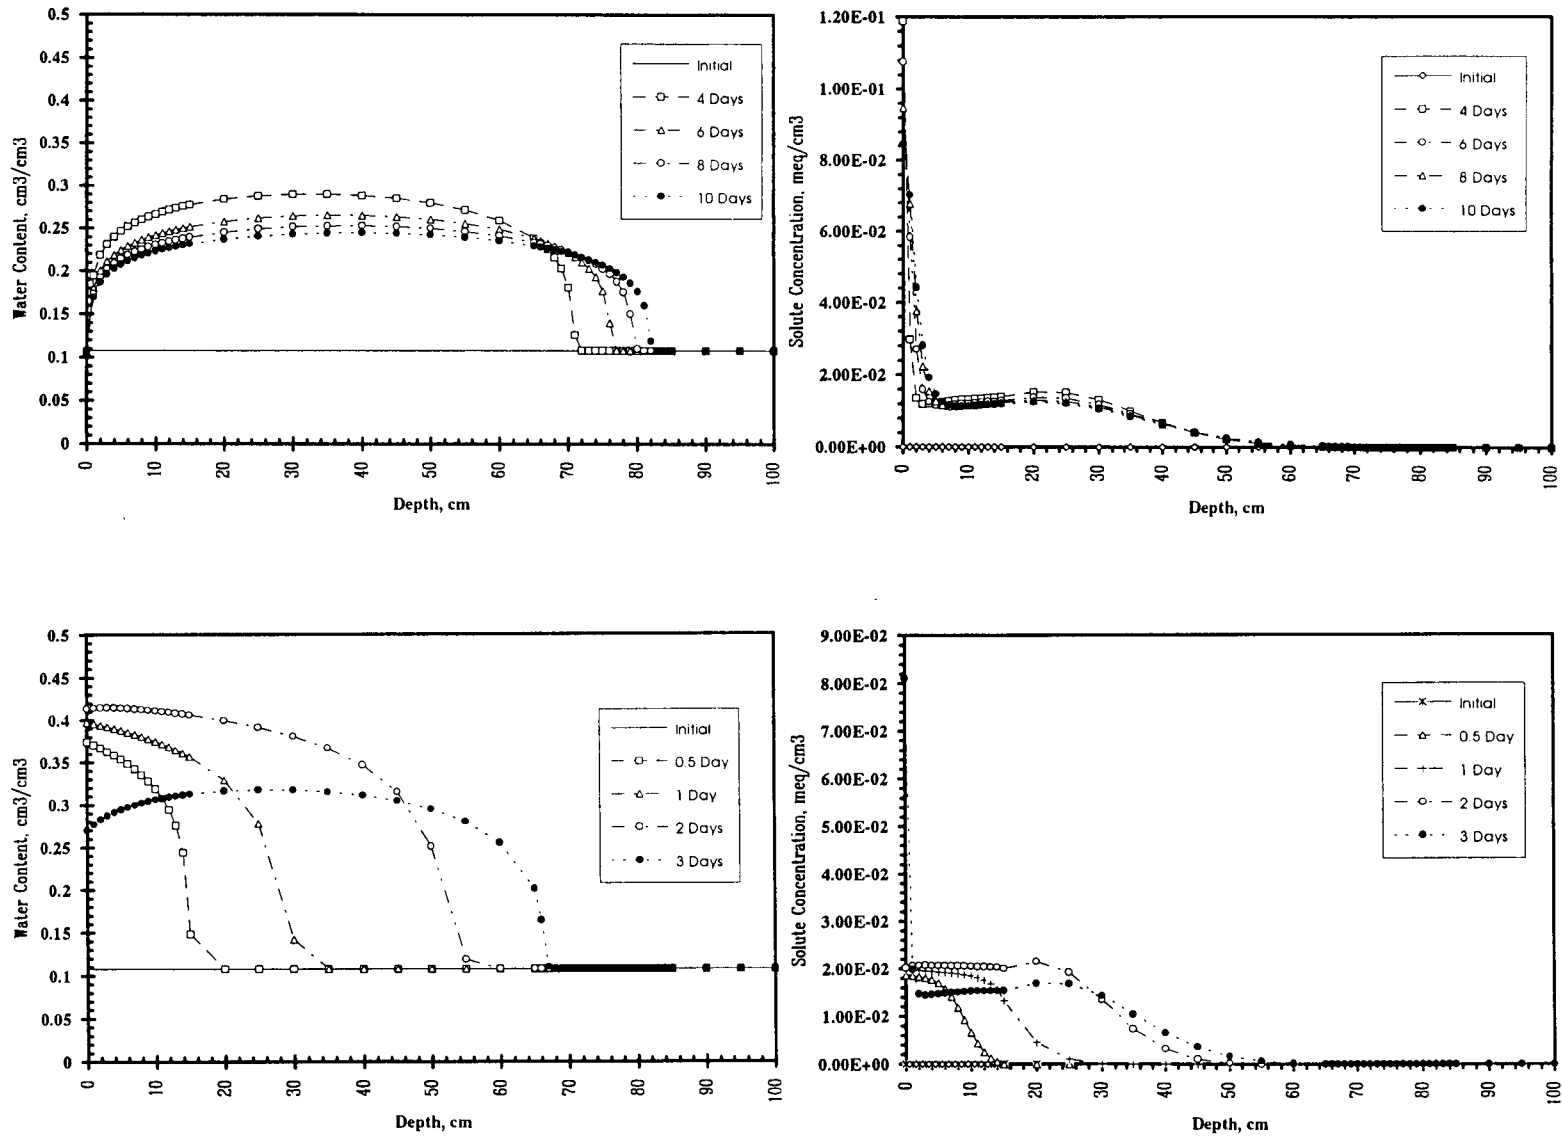 0.5
0.45
0.4
0.35
0.3
0.25
0.2
0.15
0.1
0.05
0
Water Content, cm3/cm3
0 10 20 30 40 50 60 70 80 90 100
Depth, cm
Initial
4 Days
6 Days
8 Days
10 Days
1.20E-01
1.00E-01
8.00E-02
6.00E-02
4.00E-02
2.00E-02
0.00E+00
Solute Concentration, meq/cm3
0 10 20 30 40 50 60 70 80 90 100
Depth, cm
Initial
4 Days
6 Days
8 Days
10 Days
0.5
0.45
0.4
0.35
0.3
0.25
0.2
0.15
0.1
0.05
0
Water Content, cm3/cm3
0 10 20 30 40 50 60 70 80 90 100
Depth, cm
Initial
0.5 Day
1 Day
2 Days
3 Days
9.00E-02
8.00E-02
7.00E-02
6.00E-02
5.00E-02
4.00E-02
3.00E-02
2.00E-02
1.00E-02
0.00E+00
Solute Concentration, meq/cm3
0 10 20 30 40 50 60 70 80 90 100
Depth, cm
Initial
0.5 Day
1 Day
2 Days
3 Days